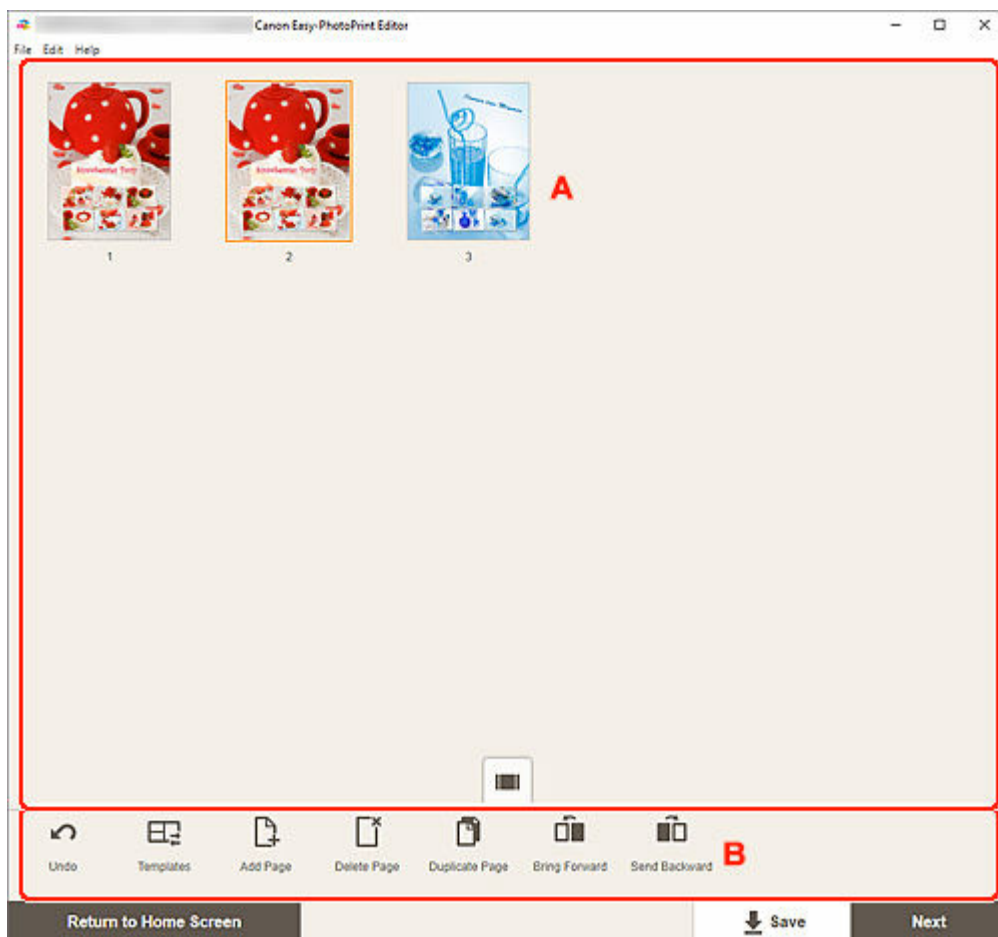 Canon Easy-PhotoPrint Editor
File Edit Help
A
1 2 3
Undo Templates Add Page Delete Page Duplicate Page Bring Forward Send Backward
B
Return to Home Screen Save Next